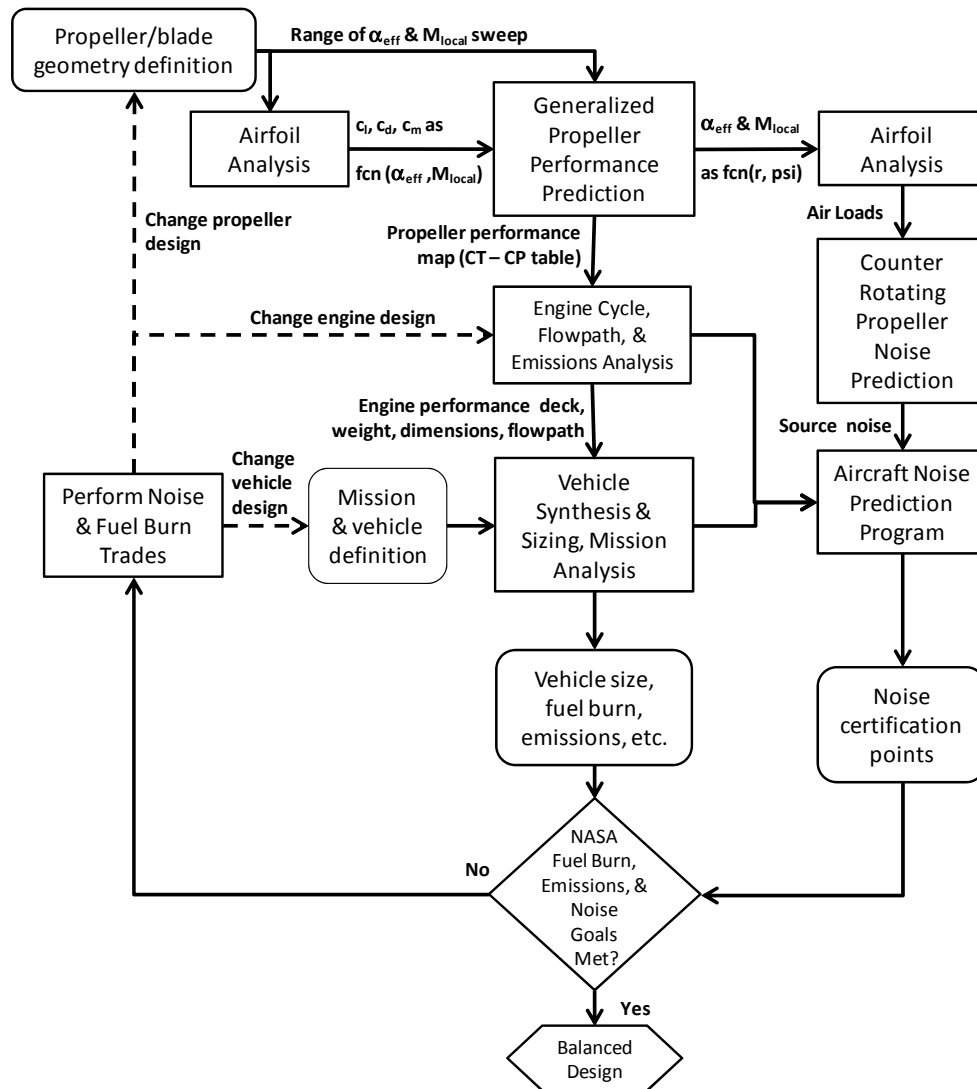 Propeller/blade
geometry definition
Range of αeff & Mlocal sweep
Airfoil
Analysis
cl, cd, cm as
fcn (αeff ,Mlocal)
Generalized
Propeller
Performance
Prediction
αeff & Mlocal
as fcn(r, psi)
Airfoil
Analysis
Change propeller
design
Propeller performance
map (CT – CP table)
Air Loads
Counter
Rotating
Propeller
Noise
Prediction
Change engine design
Engine Cycle,
Flowpath, &
Emissions Analysis
Engine performance deck,
weight, dimensions, flowpath
Source noise
Perform Noise
& Fuel Burn
Trades
Change
vehicle
design
Mission
& vehicle
definition
Vehicle
Synthesis &
Sizing, Mission
Analysis
Aircraft Noise
Prediction
Program
Vehicle size,
fuel burn,
emissions, etc.
Noise
certification
points
No
NASA
Fuel Burn,
Emissions, &
Noise
Goals
Met?
Yes
Balanced
Design